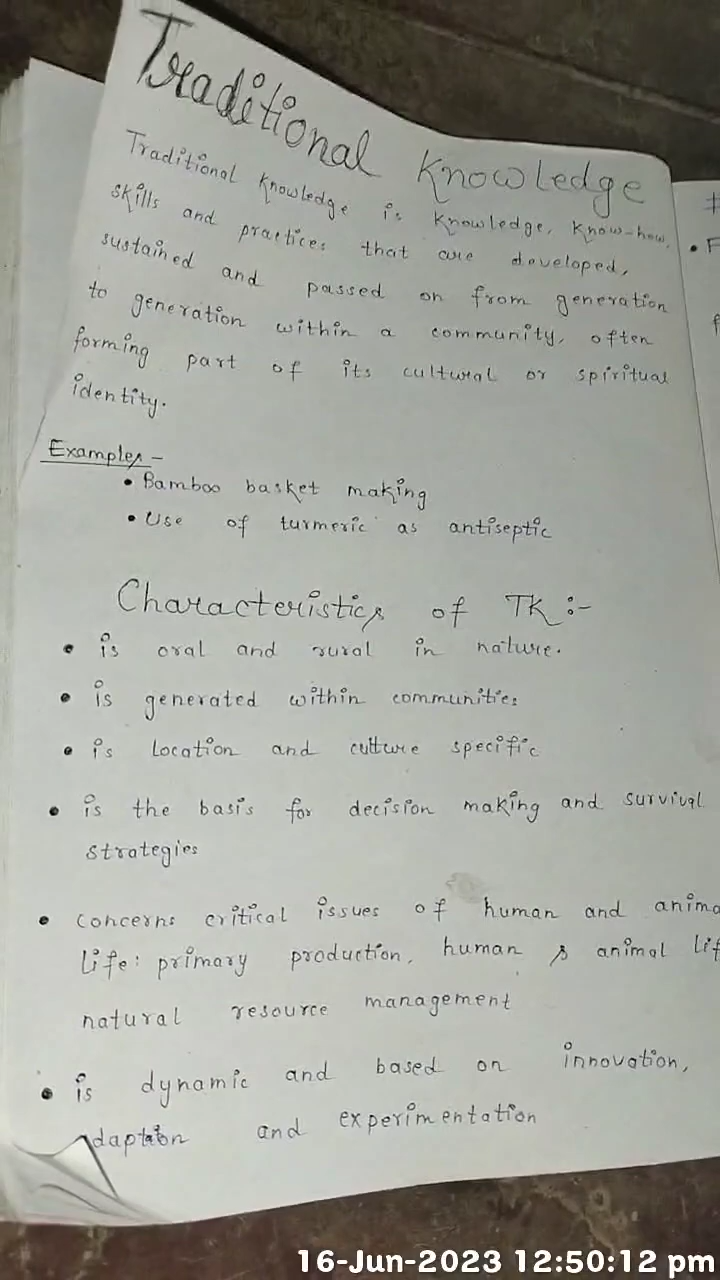 Traditional Knowledge
Traditional Knowledge is knowledge, know-how,
skills and practices that are developed,
sustained and passed on from generation
to generation within a community, often
forming part of its cultural or spiritual
identity.
Examples -
• Bamboo basket making
• Use of turmeric as antiseptic
Characteristics of TK :-
• is oral and rural in nature.
• is generated within communities
• is location and culture specific
• is the basis for decision making and survival
strategies
• concerns critical issues of human and anima
life: primary production, human & animal lif
natural resource management
• is dynamic and based on innovation,
daption and experimentation
16-Jun-2023 12:50:12 pm